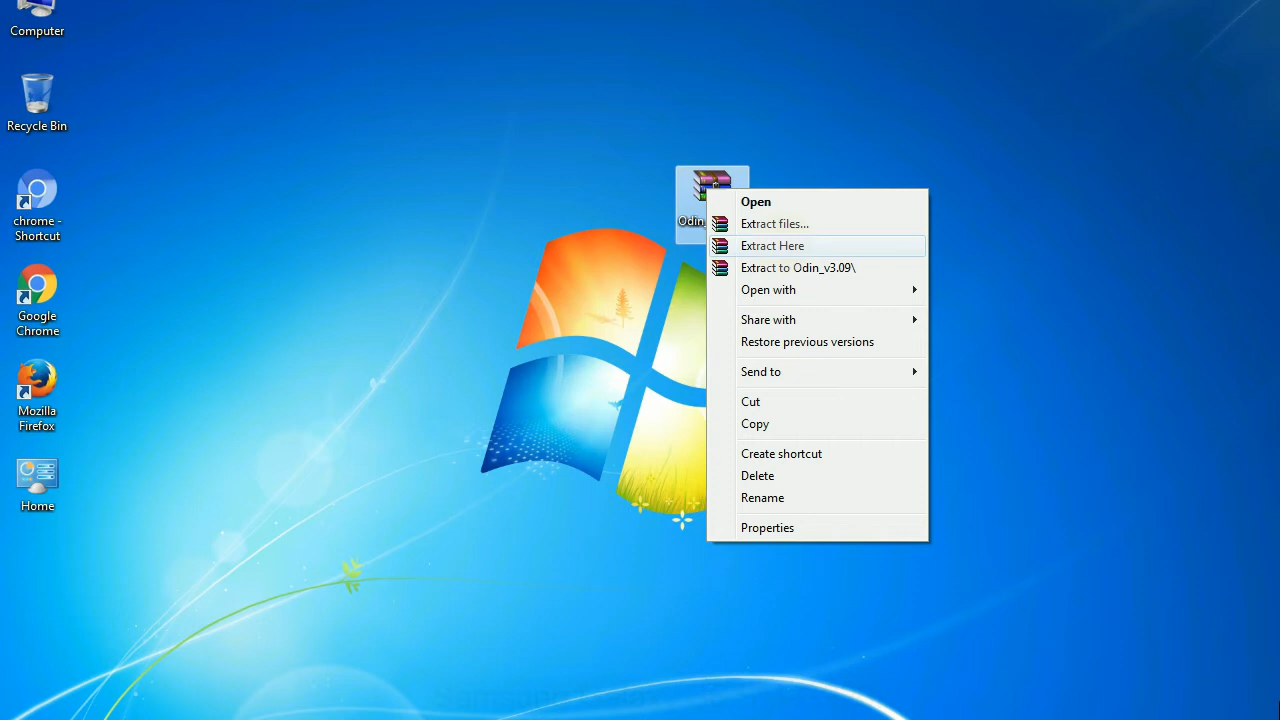 Computer
Recycle Bin
chrome -
Shortcut
Google
Chrome
Mozilla
Firefox
Home
Odin
Open
Extract files...
Extract Here
Extract to Odin_v3.09\
Open with
Share with
Restore previous versions
Send to
Cut
Copy
Create shortcut
Delete
Rename
Properties